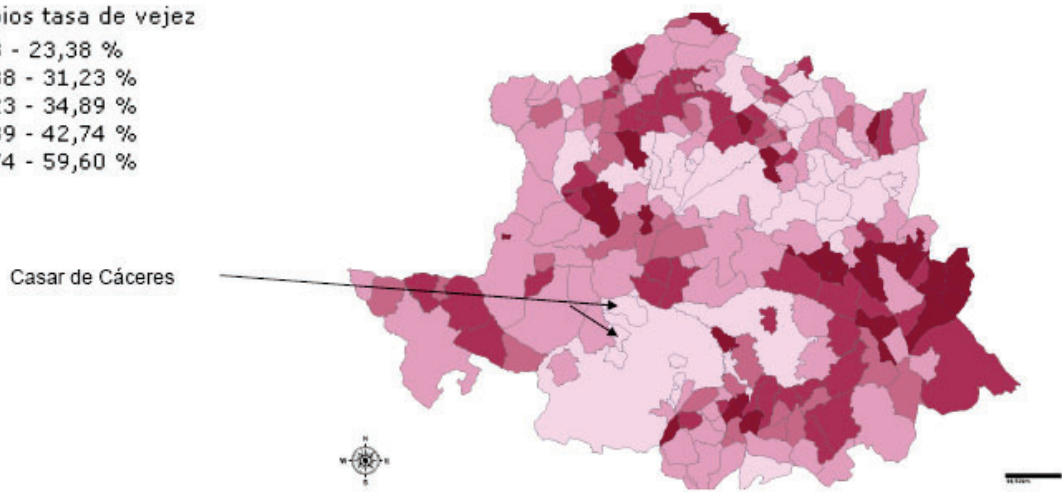 ios tasa de vejez
- 23,38 %
38 - 31,23 %
23 - 34,89 %
39 - 42,74 %
74 - 59,60 %
Casar de Cáceres
N
W E
S